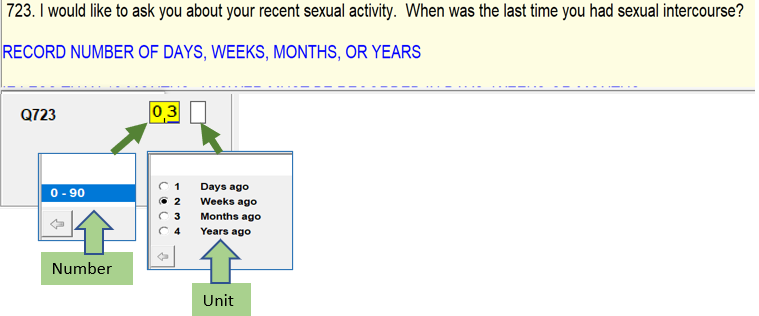 723. I would like to ask you about your recent sexual activity. When was the last time you had sexual intercourse?
RECORD NUMBER OF DAYS, WEEKS, MONTHS, OR YEARS
Q723
03
0 - 90
1 Days ago
2 Weeks ago
3 Months ago
4 Years ago
Number
Unit